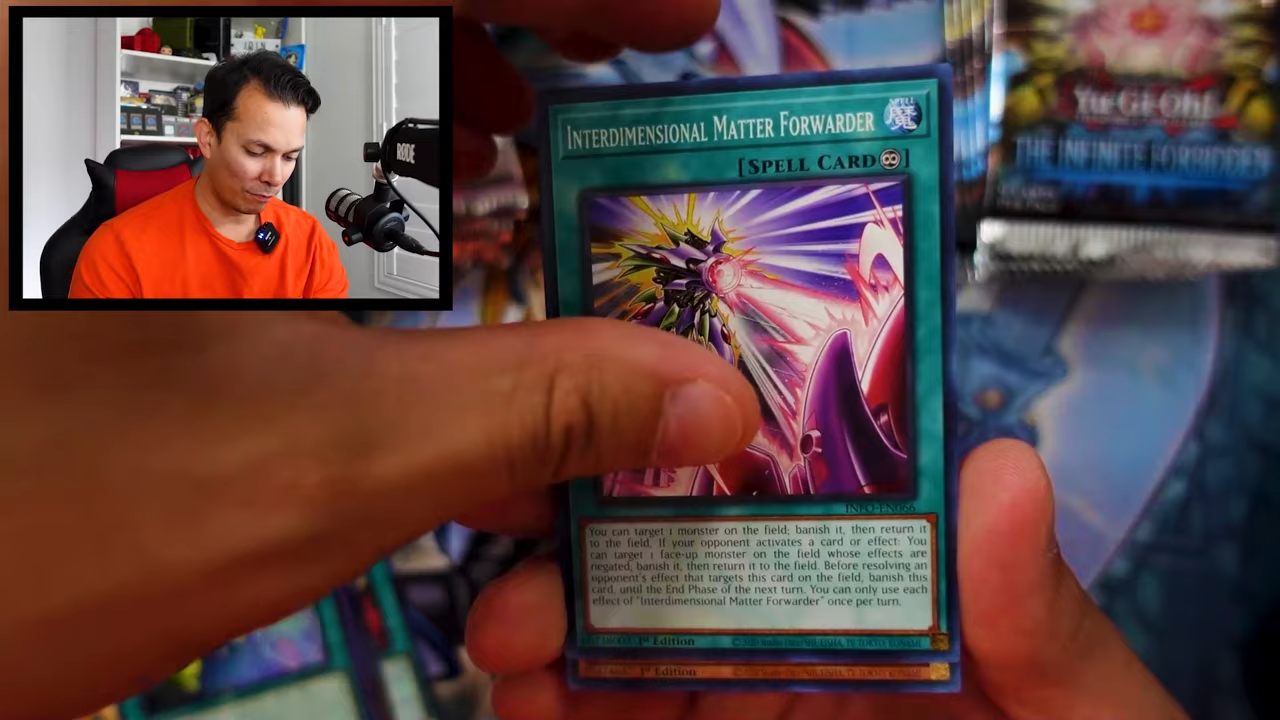 RODE
INTERDIMENSIONAL MATTER FORWARDER
SPELL
魔
[SPELL CARD]
Yu-Gi-Oh!
THE INFINITE FORBIDDEN
INFO-EN066
You can target 1 monster on the field; banish it, then return it
to the field. If your opponent activates a card or effect: You
can target 1 face-up monster on the field whose effects are
negated, banish it, then return it to the field. Before resolving an
opponent's effect that targets this card on the field, banish this
card, until the End Phase of the next turn. You can only use each
effect of "Interdimensional Matter Forwarder" once per turn.
1st Edition
1st Edition